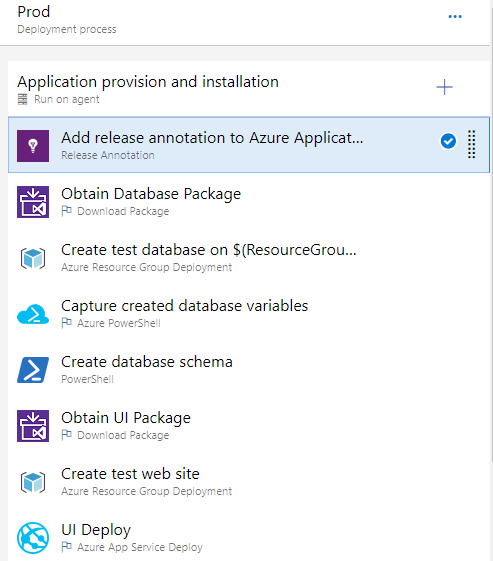 Prod
Deployment process
Application provision and installation
Run on agent
Add release annotation to Azure Applicat...
Release Annotation
Obtain Database Package
Download Package
Create test database on $(ResourceGrou...
Azure Resource Group Deployment
Capture created database variables
Azure PowerShell
Create database schema
PowerShell
Obtain UI Package
Download Package
Create test web site
Azure Resource Group Deployment
UI Deploy
Azure App Service Deploy